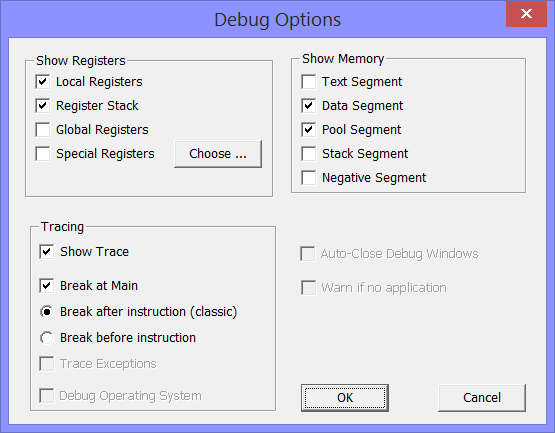 Debug Options
Show Registers
Local Registers
Register Stack
Global Registers
Special Registers
Choose ...
Show Memory
Text Segment
Data Segment
Pool Segment
Stack Segment
Negative Segment
Tracing
Show Trace
Break at Main
Break after instruction (classic)
Break before instruction
Trace Exceptions
Debug Operating System
Auto-Close Debug Windows
Warn if no application
OK
Cancel